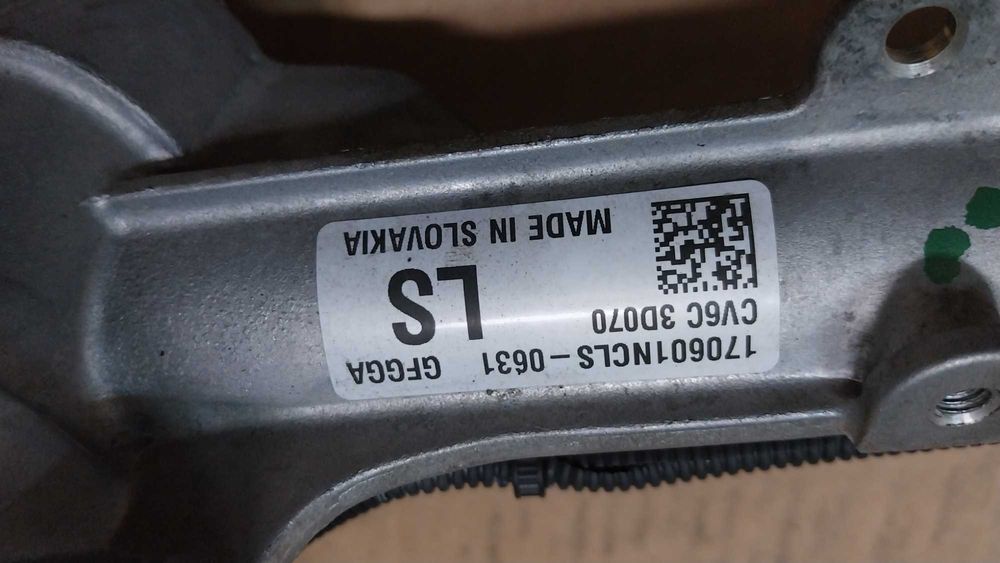 170601NCLS-0631 GFGGA
CV6C 3D070
LS
MADE IN SLOVAKIA